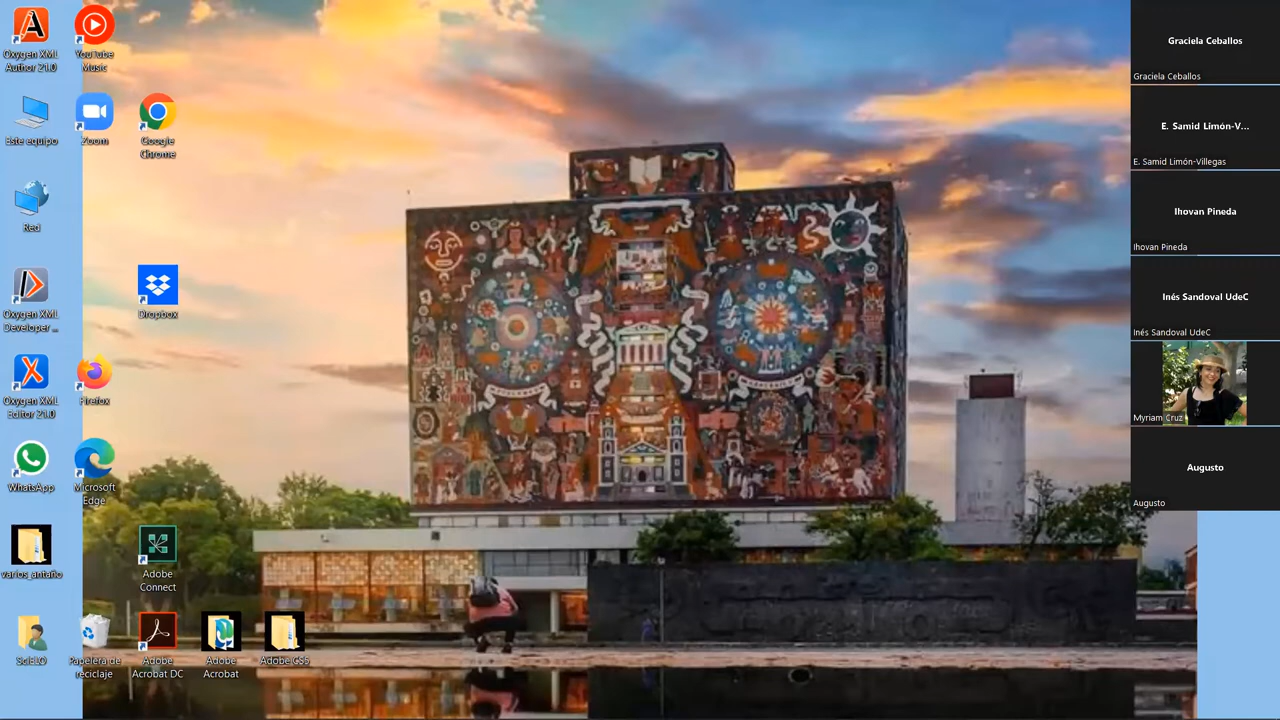 Oxygen XML
Author 21.0
YouTube
Music
Este equipo
Zoom
Google
Chrome
Red
Oxygen XML
Developer ...
Dropbox
Oxygen XML
Editor 21.0
Firefox
WhatsApp
Microsoft
Edge
varios_antaño
Adobe
Connect
SciELO
Papelera de
reciclaje
Adobe
Acrobat DC
Adobe
Acrobat
Adobe CS5
Graciela Ceballos
Graciela Ceballos
E. Samid Limón-V...
E. Samid Limón-Villegas
Ihovan Pineda
Ihovan Pineda
Inés Sandoval UdeC
Inés Sandoval UdeC
Myriam Cruz
Augusto
Augusto